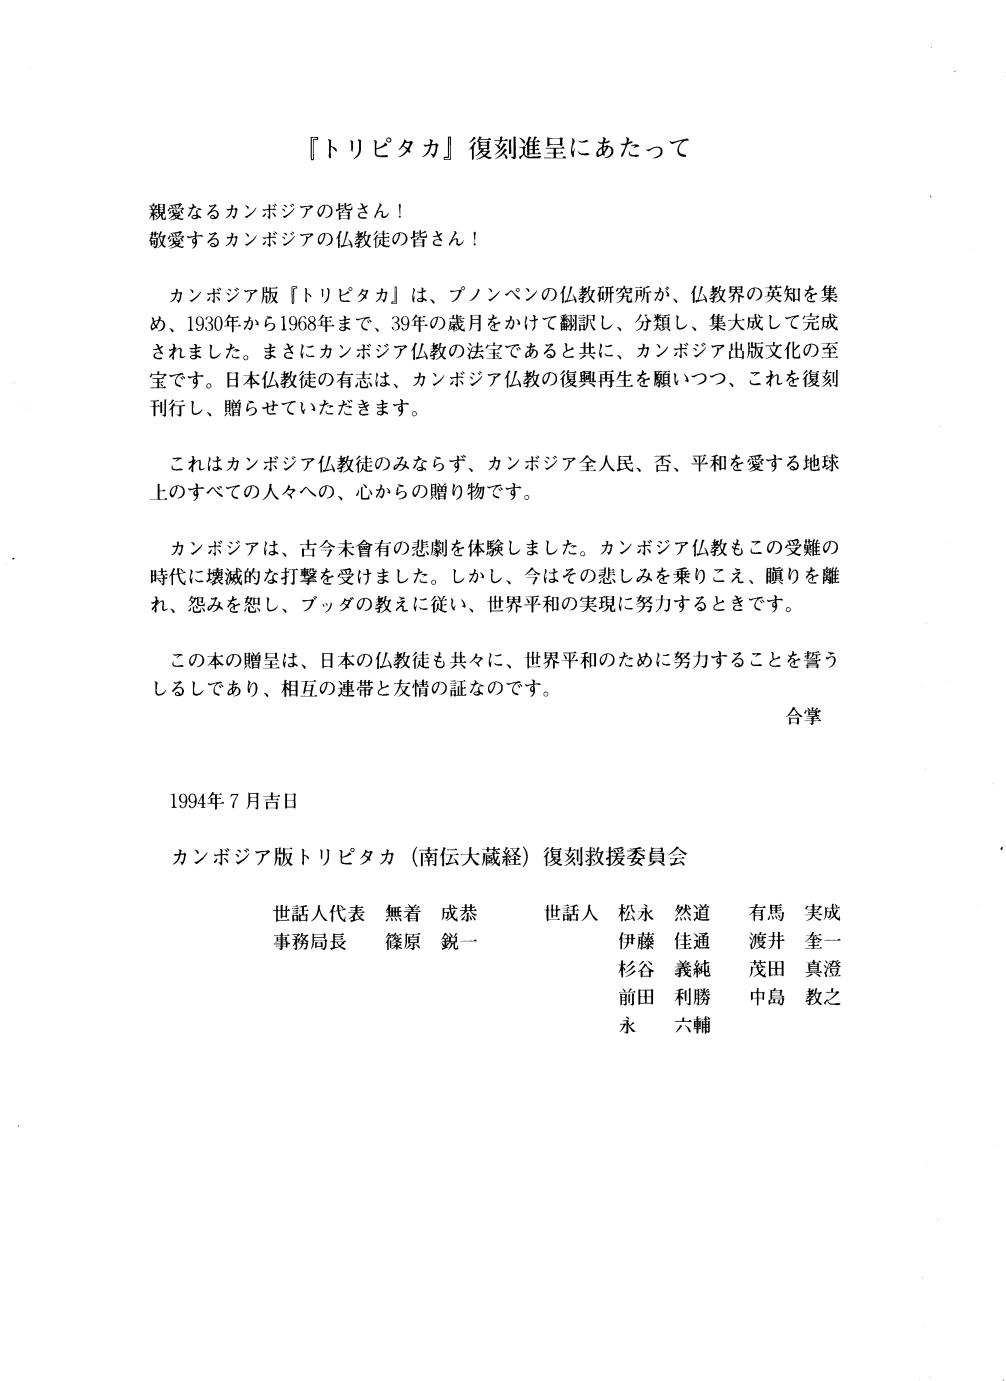 『トリピタカ』復刻進呈にあたって
親愛なるカンボジアの皆さん！
敬愛するカンボジアの仏教徒の皆さん！
カンボジア版『トリピタカ』は、プノンペンの仏教研究所が、仏教界の英知を集
め、1930年から1968年まで、39年の歳月をかけて翻訳し、分類し、集大成して完成
されました。まさにカンボジア仏教の法宝であると共に、カンボジア出版文化の至
宝です。日本仏教徒の有志は、カンボジア仏教の復興再生を願いつつ、これを復刻
刊行し、贈らせていただきます。
これはカンボジア仏教徒のみならず、カンボジア全人民、否、平和を愛する地球
上のすべての人々への、心からの贈り物です。
カンボジアは、古今未會有の悲劇を体験しました。カンボジア仏教もこの受難の
時代に壊滅的な打撃を受けました。しかし、今はその悲しみを乗りこえ、瞋りを離
れ、怨みを恕し、ブッダの教えに従い、世界平和の実現に努力するときです。
この本の贈呈は、日本の仏教徒も共々に、世界平和のために努力することを誓う
しるしであり、相互の連帯と友情の証なのです。
合掌
1994年７月吉日
カンボジア版トリピタカ（南伝大蔵経）復刻救援委員会
世話人代表　無着　成恭　世話人　松永　然道　有馬　実成
事務局長　篠原　鋭一　伊藤　佳通　渡井　奎一
杉谷　義純　茂田　真澄
前田　利勝　中島　教之
永　六輔